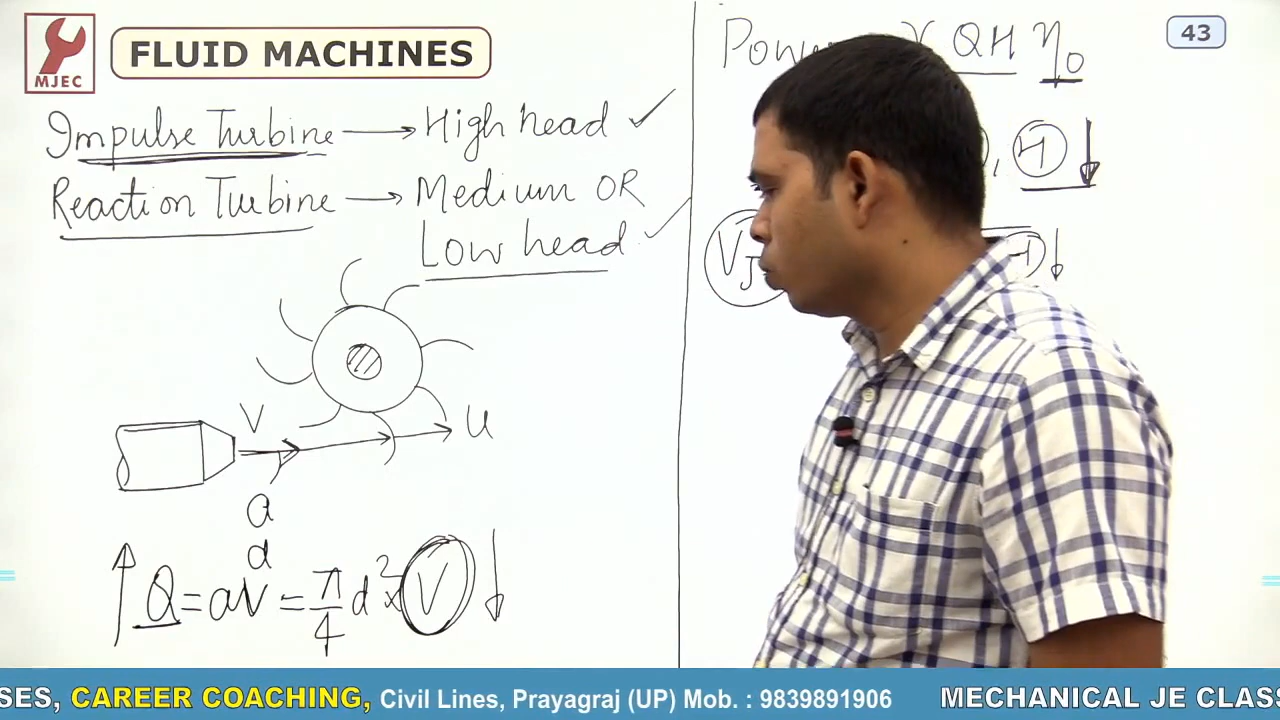 MJEC
FLUID MACHINES
43
Impulse Turbine → High head ✓
Reaction Turbine → Medium OR
Low head ✓
V
u
a
d
↑ Q = aV = π/4 d² × V ↓
γ QH η₀
, H ↓
V_J
H ↓
SES, CAREER COACHING, Civil Lines, Prayagraj (UP) Mob. : 9839891906 MECHANICAL JE CLASS